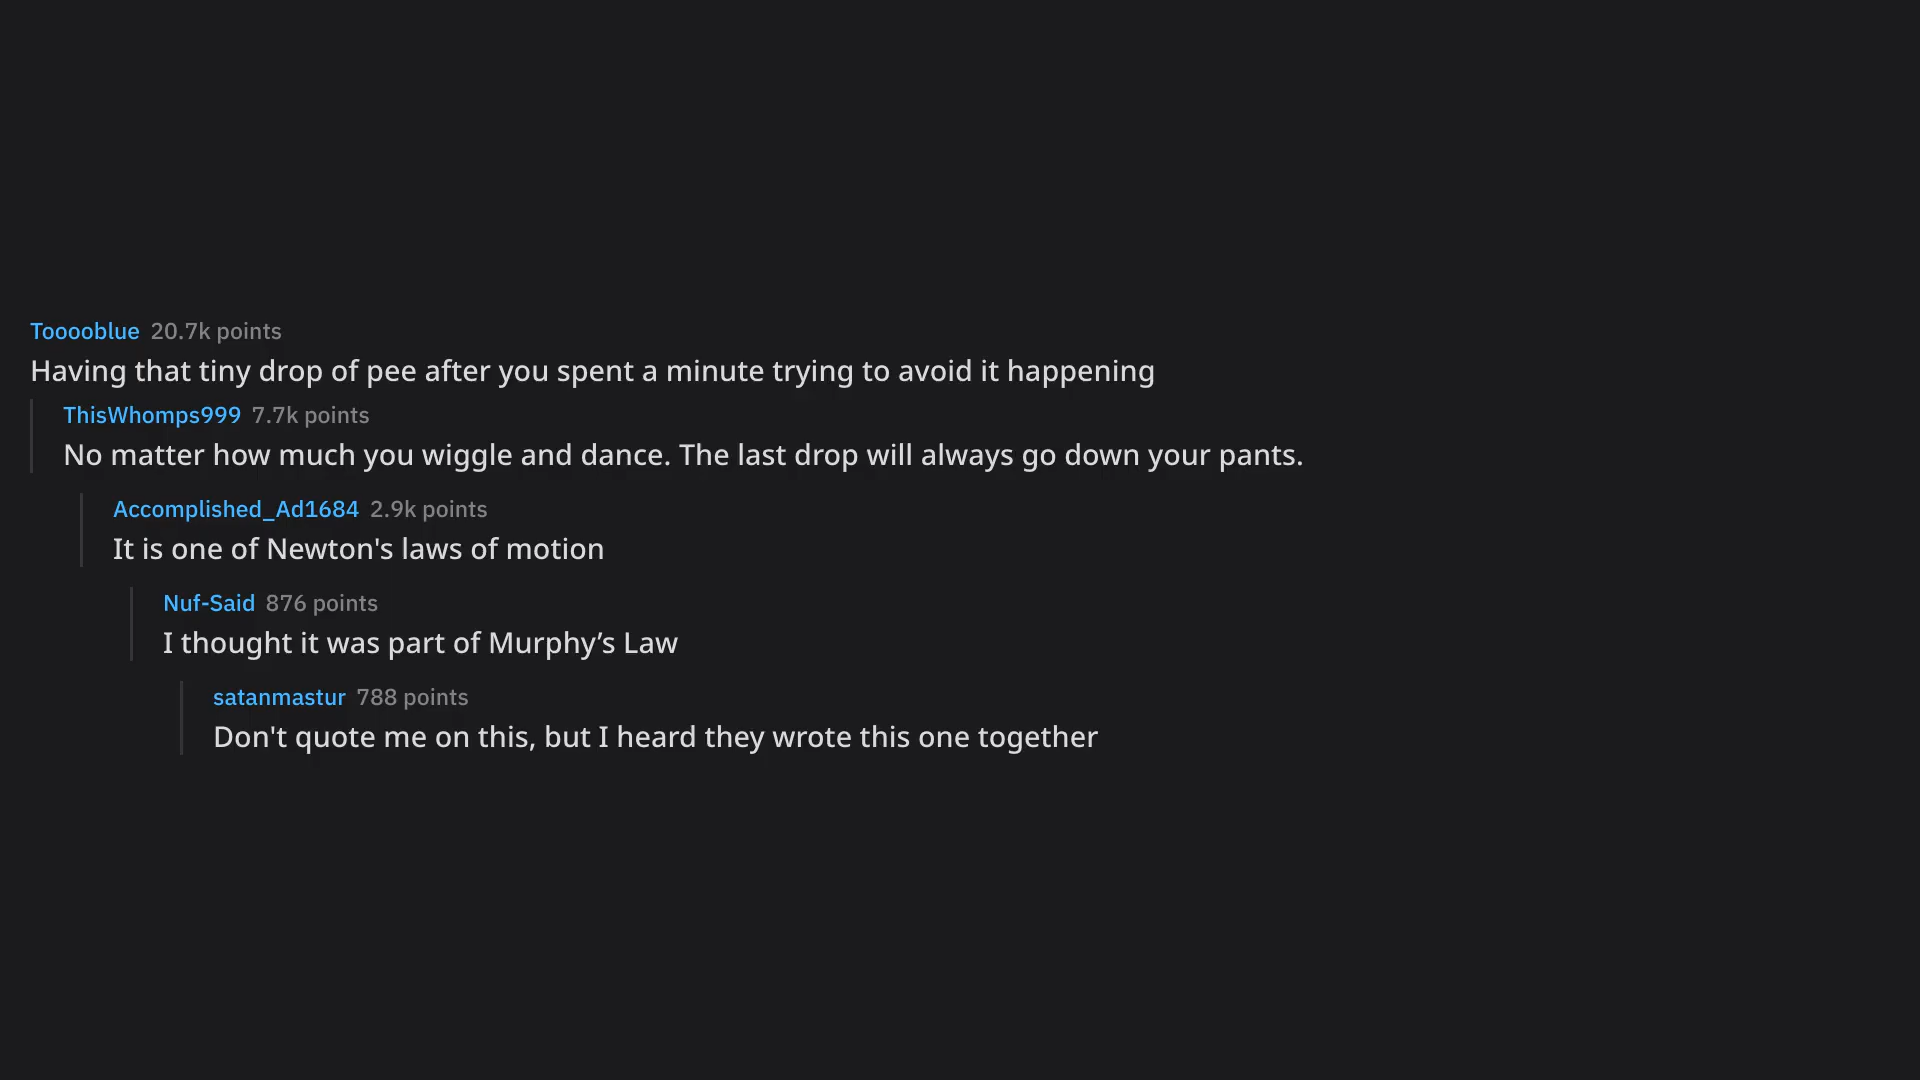 Tooooblue 20.7k points
Having that tiny drop of pee after you spent a minute trying to avoid it happening
ThisWhomps999 7.7k points
No matter how much you wiggle and dance. The last drop will always go down your pants.
Accomplished_Ad1684 2.9k points
It is one of Newton's laws of motion
Nuf-Said 876 points
I thought it was part of Murphy’s Law
satanmastur 788 points
Don't quote me on this, but I heard they wrote this one together